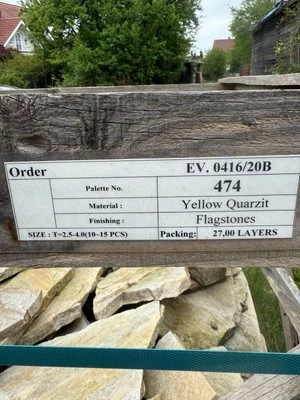 Order EV. 0416/20B
Palette No. 474
Material : Yellow Quarzit
Finishing : Flagstones
SIZE : T=2.5-4.0(10~15 PCS) Packing: 27,00 LAYERS